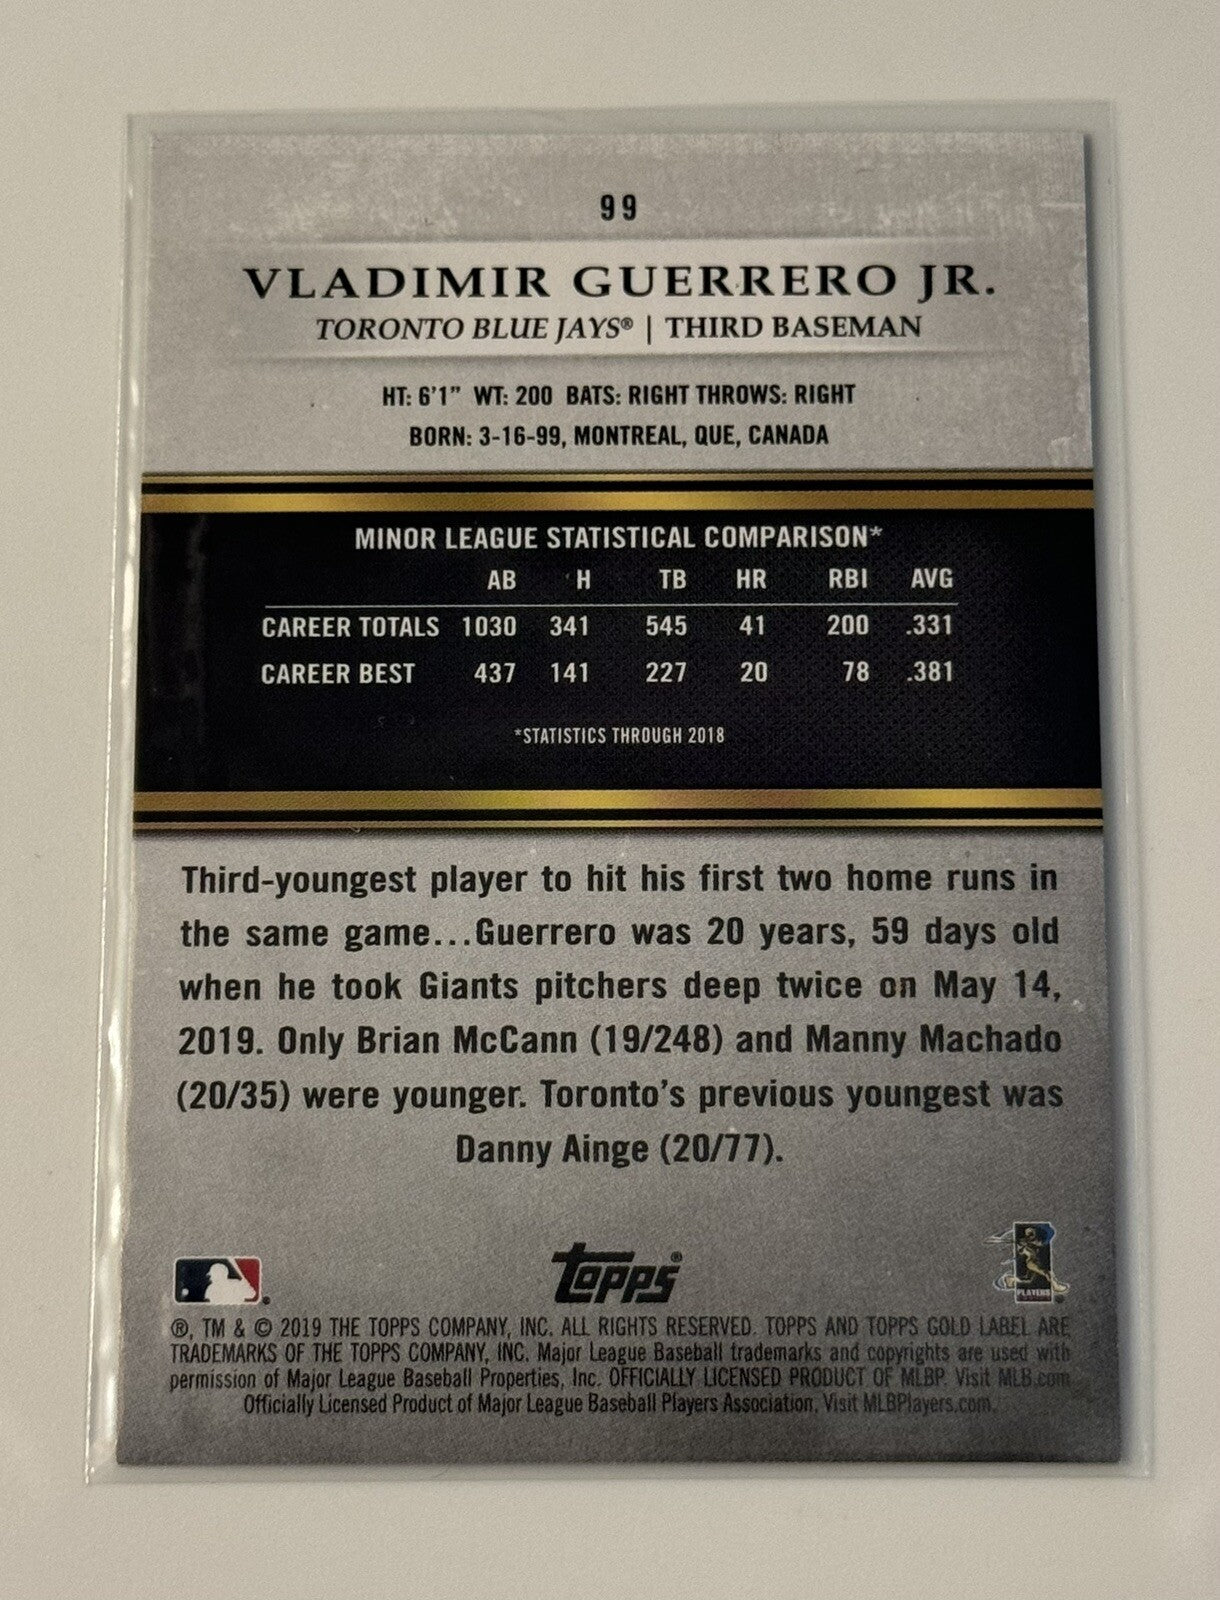 99
VLADIMIR GUERRERO JR.
TORONTO BLUE JAYS® | THIRD BASEMAN
HT: 6'1" WT: 200 BATS: RIGHT THROWS: RIGHT
BORN: 3-16-99, MONTREAL, QUE, CANADA
MINOR LEAGUE STATISTICAL COMPARISON*
AB H TB HR RBI AVG
CAREER TOTALS 1030 341 545 41 200 .331
CAREER BEST 437 141 227 20 78 .381
*STATISTICS THROUGH 2018
Third-youngest player to hit his first two home runs in
the same game...Guerrero was 20 years, 59 days old
when he took Giants pitchers deep twice on May 14,
2019. Only Brian McCann (19/248) and Manny Machado
(20/35) were younger. Toronto's previous youngest was
Danny Ainge (20/77).
Topps®
PLAYERS
®, TM & © 2019 THE TOPPS COMPANY, INC. ALL RIGHTS RESERVED. TOPPS AND TOPPS GOLD LABEL ARE
TRADEMARKS OF THE TOPPS COMPANY, INC. Major League Baseball trademarks and copyrights are used with
permission of Major League Baseball Properties, Inc. OFFICIALLY LICENSED PRODUCT OF MLBP. Visit MLB.com
Officially Licensed Product of Major League Baseball Players Association. Visit MLBPlayers.com.